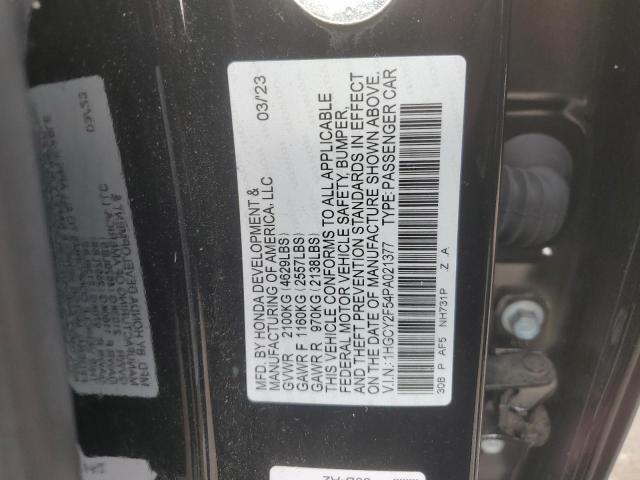 MFD. BY HONDA DEVELOPMENT & 03/23
MANUFACTURING OF AMERICA, LLC
GVWR 2100KG (4629LBS)
GAWR F 1160KG (2557LBS)
GAWR R 970KG (2138LBS)
THIS VEHICLE CONFORMS TO ALL APPLICABLE
FEDERAL MOTOR VEHICLE SAFETY, BUMPER,
AND THEFT PREVENTION STANDARDS IN EFFECT
ON THE DATE OF MANUFACTURE SHOWN ABOVE.
V.I.N.:1HGCY2F54PA021377 TYPE:PASSENGER CAR
30B P AF5 NH731P Z A